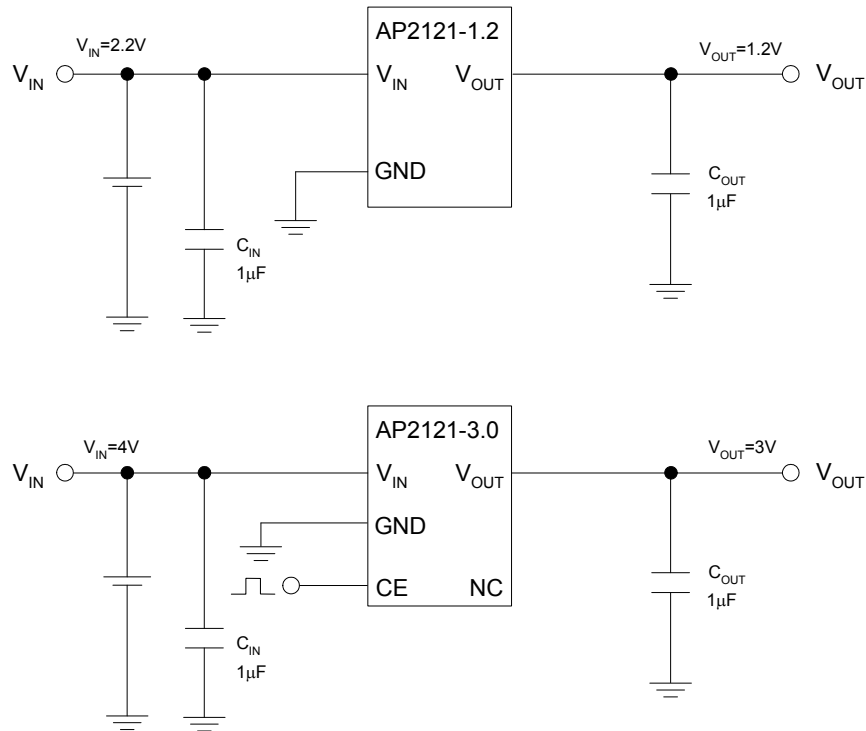 AP2121-1.2
V_IN=2.2V
V_OUT=1.2V
V_IN
V_IN
V_OUT
V_OUT
GND
C_OUT
1μF
C_IN
1μF
AP2121-3.0
V_IN=4V
V_OUT=3V
V_IN
V_IN
V_OUT
V_OUT
GND
CE
NC
C_OUT
1μF
C_IN
1μF